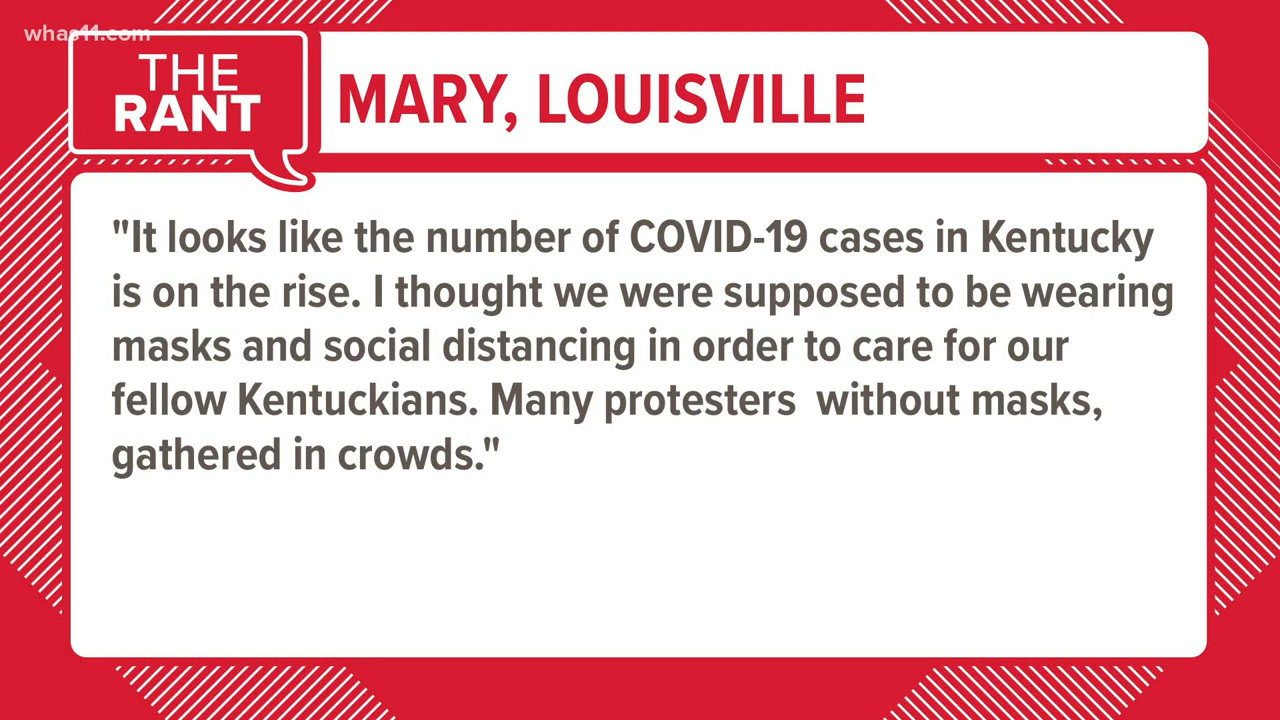 whas11.com
THE
RANT
MARY, LOUISVILLE
"It looks like the number of COVID-19 cases in Kentucky
is on the rise. I thought we were supposed to be wearing
masks and social distancing in order to care for our
fellow Kentuckians. Many protesters  without masks,
gathered in crowds."